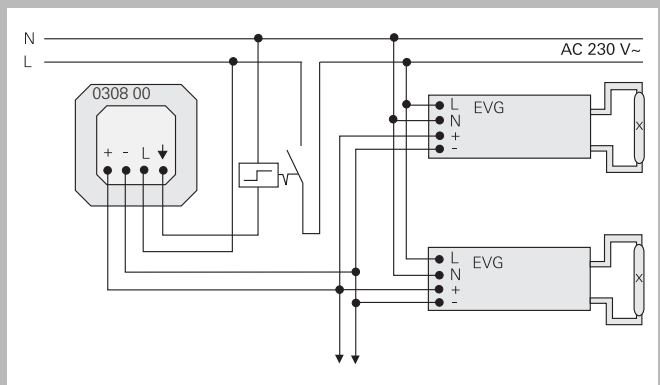 N
AC 230 V~
L
0308 00
+ - L
L EVG
N
+
-
X
L EVG
N
+
-
X